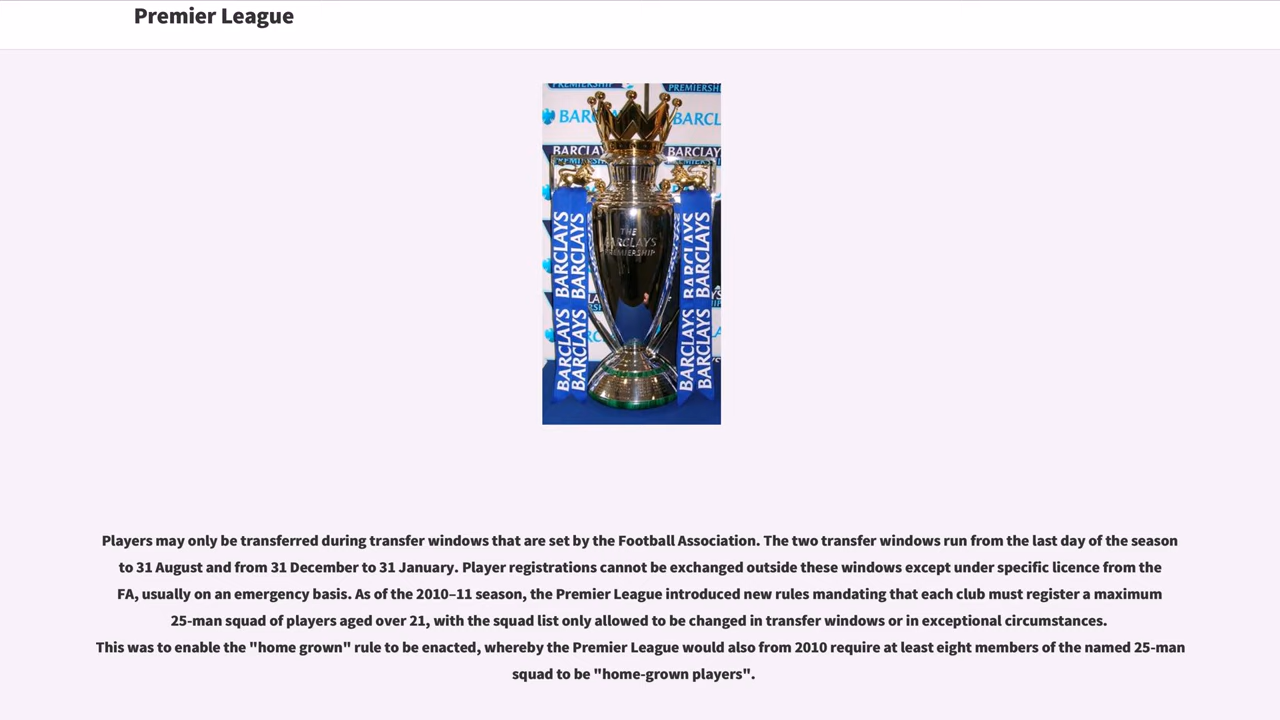 Premier League
PREMIERSHIP PREMIERS
BARC BARCL
BARCLAY BARCLAY
THE
BARCLAYS
PREMIERSHIP
BARCLAYS BARCLAYS BARCLAYS BARCLAYS
BARCLAYS BARCLAYS BARCLAYS BARCLAYS
Players may only be transferred during transfer windows that are set by the Football Association. The two transfer windows run from the last day of the season
to 31 August and from 31 December to 31 January. Player registrations cannot be exchanged outside these windows except under specific licence from the
FA, usually on an emergency basis. As of the 2010–11 season, the Premier League introduced new rules mandating that each club must register a maximum
25-man squad of players aged over 21, with the squad list only allowed to be changed in transfer windows or in exceptional circumstances.
This was to enable the "home grown" rule to be enacted, whereby the Premier League would also from 2010 require at least eight members of the named 25-man
squad to be "home-grown players".